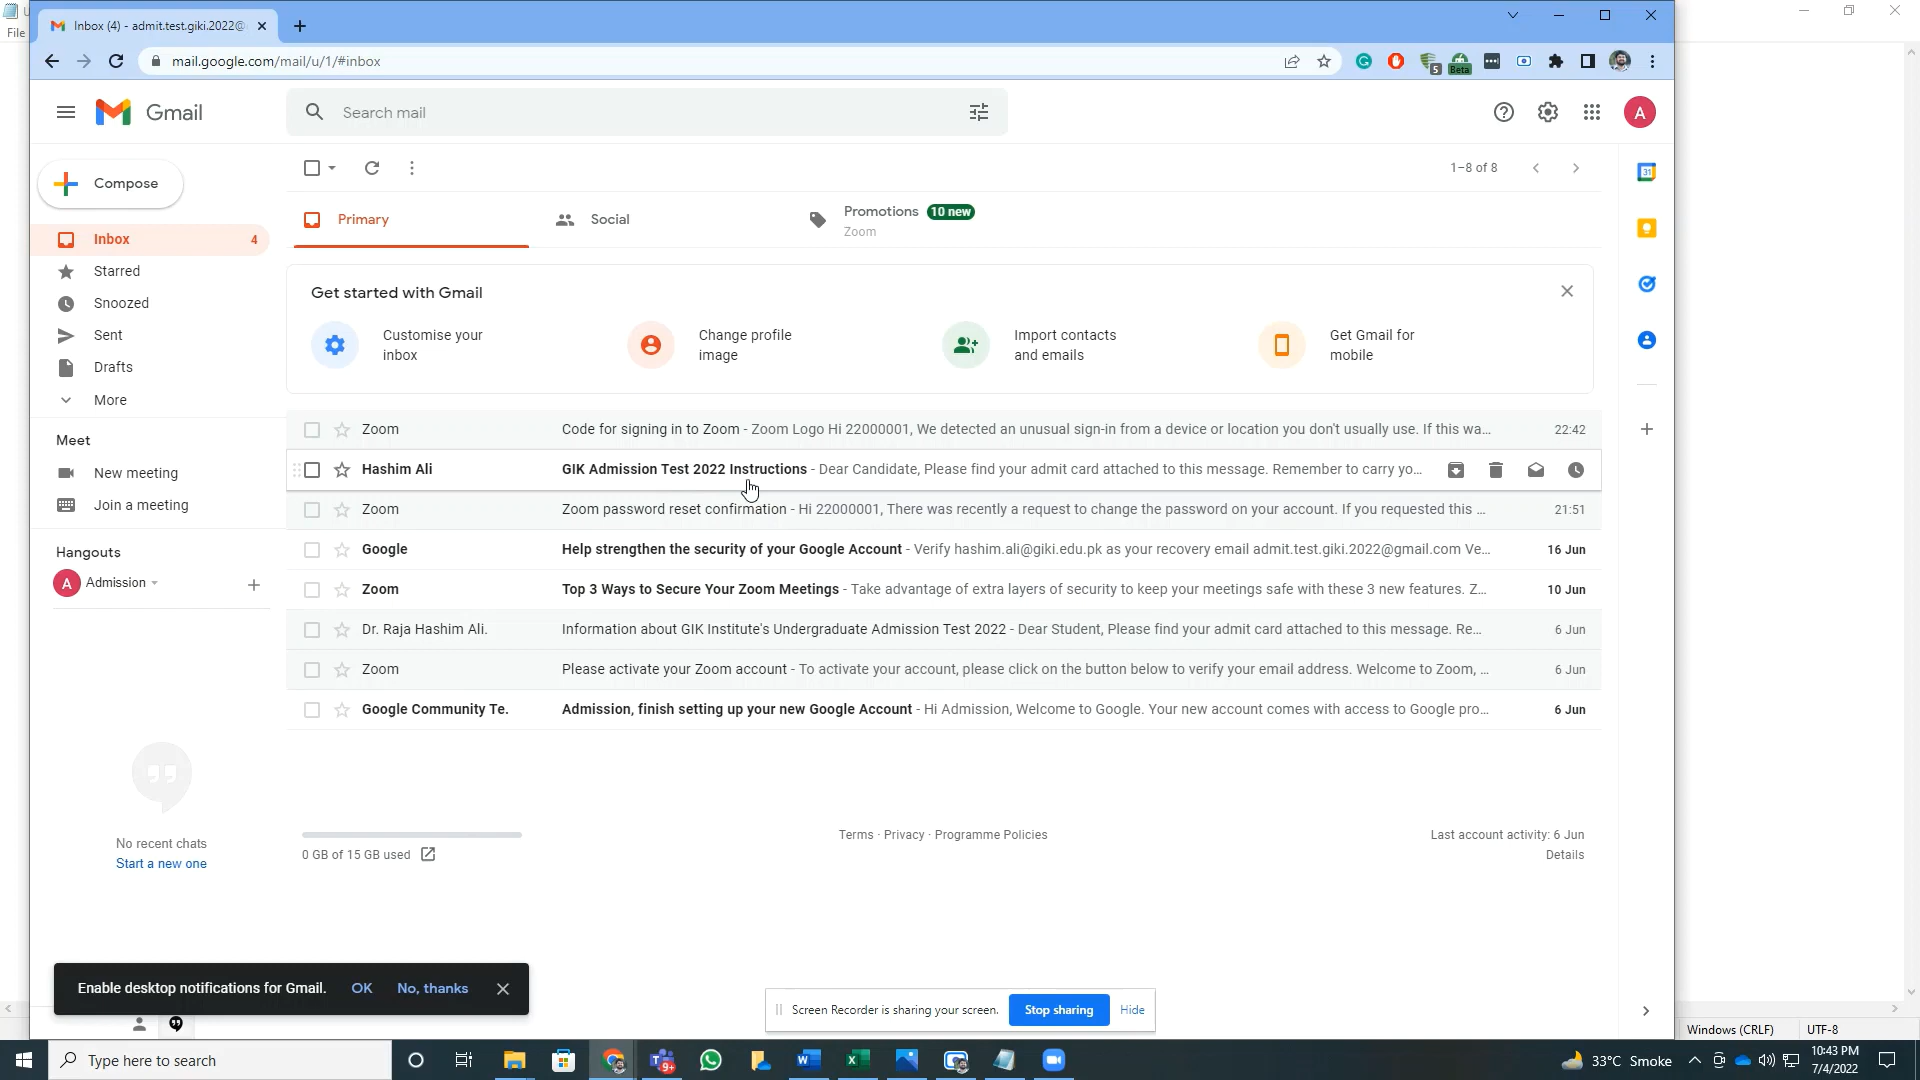 File
Inbox (4) - admit.test.giki.2022@
mail.google.com/mail/u/1/#inbox
5
Beta
Gmail
Search mail
A
Compose
1–8 of 8
31
Primary
Social
Promotions 10 new
Zoom
Inbox 4
Starred
Snoozed
Sent
Drafts
More
Get started with Gmail
Customise your
inbox
Change profile
image
Import contacts
and emails
Get Gmail for
mobile
Meet
New meeting
Join a meeting
Hangouts
A Admission
Zoom Code for signing in to Zoom - Zoom Logo Hi 22000001, We detected an unusual sign-in from a device or location you don't usually use. If this wa... 22:42
Hashim Ali GIK Admission Test 2022 Instructions - Dear Candidate, Please find your admit card attached to this message. Remember to carry yo...
Zoom Zoom password reset confirmation - Hi 22000001, There was recently a request to change the password on your account. If you requested this ... 21:51
Google Help strengthen the security of your Google Account - Verify hashim.ali@giki.edu.pk as your recovery email admit.test.giki.2022@gmail.com Ve... 16 Jun
Zoom Top 3 Ways to Secure Your Zoom Meetings - Take advantage of extra layers of security to keep your meetings safe with these 3 new features. Z... 10 Jun
Dr. Raja Hashim Ali. Information about GIK Institute's Undergraduate Admission Test 2022 - Dear Student, Please find your admit card attached to this message. Re... 6 Jun
Zoom Please activate your Zoom account - To activate your account, please click on the button below to verify your email address. Welcome to Zoom, ... 6 Jun
Google Community Te. Admission, finish setting up your new Google Account - Hi Admission, Welcome to Google. Your new account comes with access to Google pro... 6 Jun
No recent chats
Start a new one
0 GB of 15 GB used
Terms · Privacy · Programme Policies
Last account activity: 6 Jun
Details
Enable desktop notifications for Gmail. OK No, thanks
Screen Recorder is sharing your screen. Stop sharing Hide
Windows (CRLF) UTF-8
Type here to search
9+
33°C Smoke
10:43 PM
7/4/2022